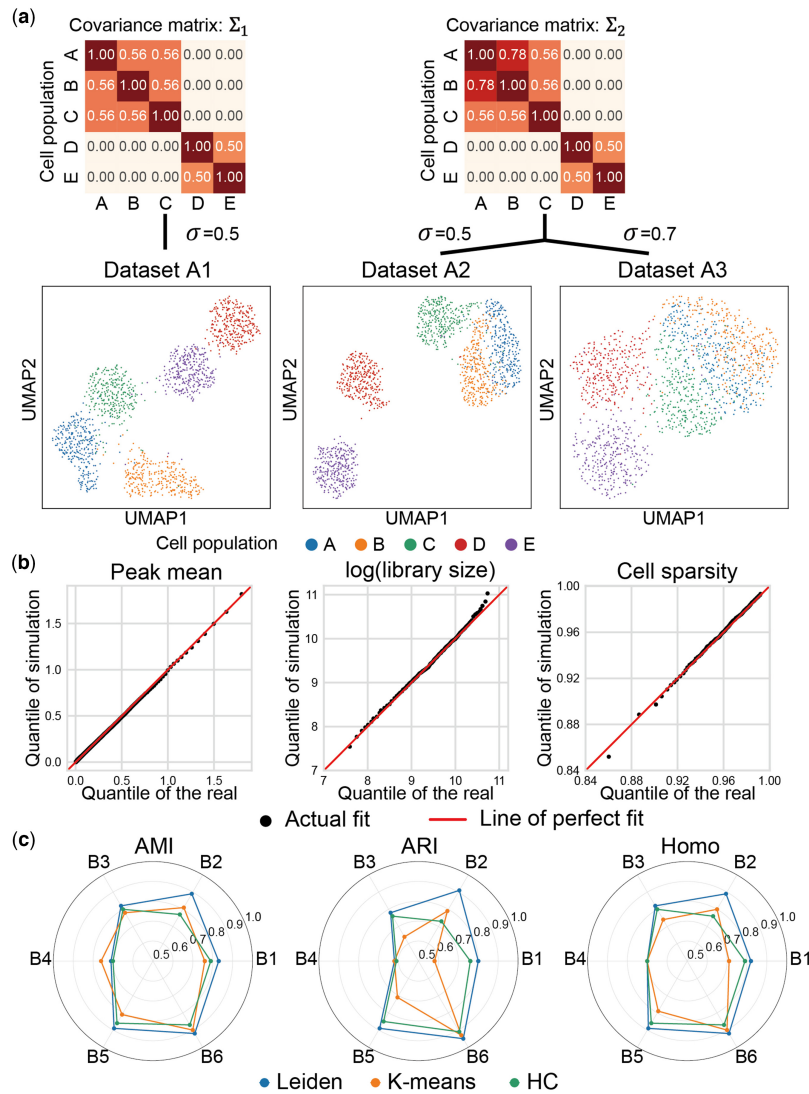 (a)
Covariance matrix: Σ1
Covariance matrix: Σ2
Cell population
A 1.00 0.56 0.56 0.00 0.00
B 0.56 1.00 0.56 0.00 0.00
C 0.56 0.56 1.00 0.00 0.00
D 0.00 0.00 0.00 1.00 0.50
E 0.00 0.00 0.00 0.50 1.00
A B C D E
Cell population
A 1.00 0.78 0.56 0.00 0.00
B 0.78 1.00 0.56 0.00 0.00
C 0.56 0.56 1.00 0.00 0.00
D 0.00 0.00 0.00 1.00 0.50
E 0.00 0.00 0.00 0.50 1.00
A B C D E
σ=0.5
σ=0.5
σ=0.7
Dataset A1
Dataset A2
Dataset A3
UMAP2
UMAP1
UMAP2
UMAP1
UMAP2
UMAP1
Cell population A B C D E
(b)
Peak mean
Quantile of simulation
1.5
1.0
0.5
0.0
0.0 0.5 1.0 1.5
Quantile of the real
log(library size)
Quantile of simulation
11
10
9
8
7
7 8 9 10 11
Quantile of the real
Cell sparsity
Quantile of simulation
1.00
0.96
0.92
0.88
0.84
0.84 0.88 0.92 0.96 1.00
Quantile of the real
Actual fit Line of perfect fit
(c)
AMI
B3 B2
B4 B1
B5 B6
0.5 0.6 0.7 0.8 0.9 1.0
ARI
B3 B2
B4 B1
B5 B6
0.5 0.6 0.7 0.8 0.9 1.0
Homo
B3 B2
B4 B1
B5 B6
0.5 0.6 0.7 0.8 0.9 1.0
Leiden K-means HC